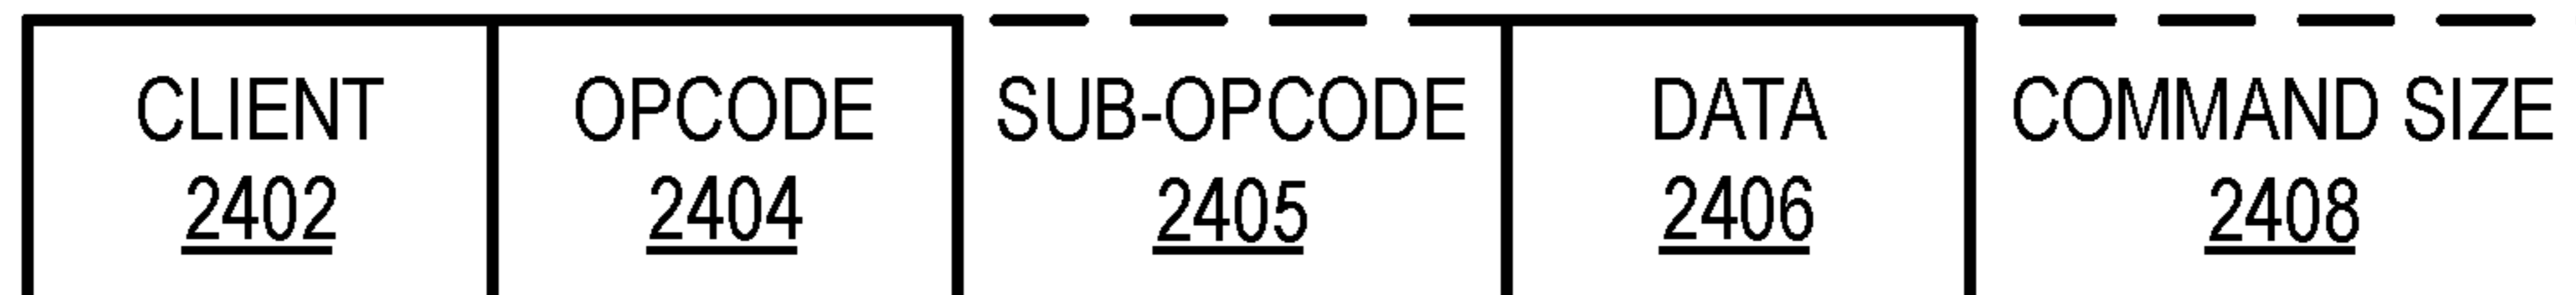 CLIENT OPCODE SUB-OPCODE DATA COMMAND SIZE
2402 2404 2405 2406 2408